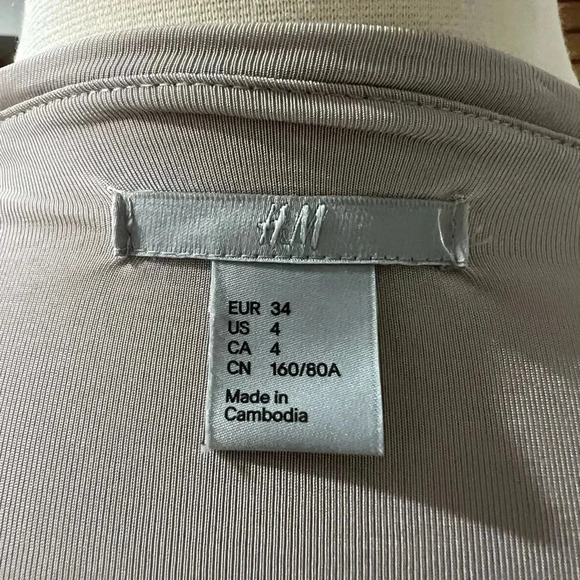 H&M
EUR 34
US 4
CA 4
CN 160/80A
Made in
Cambodia